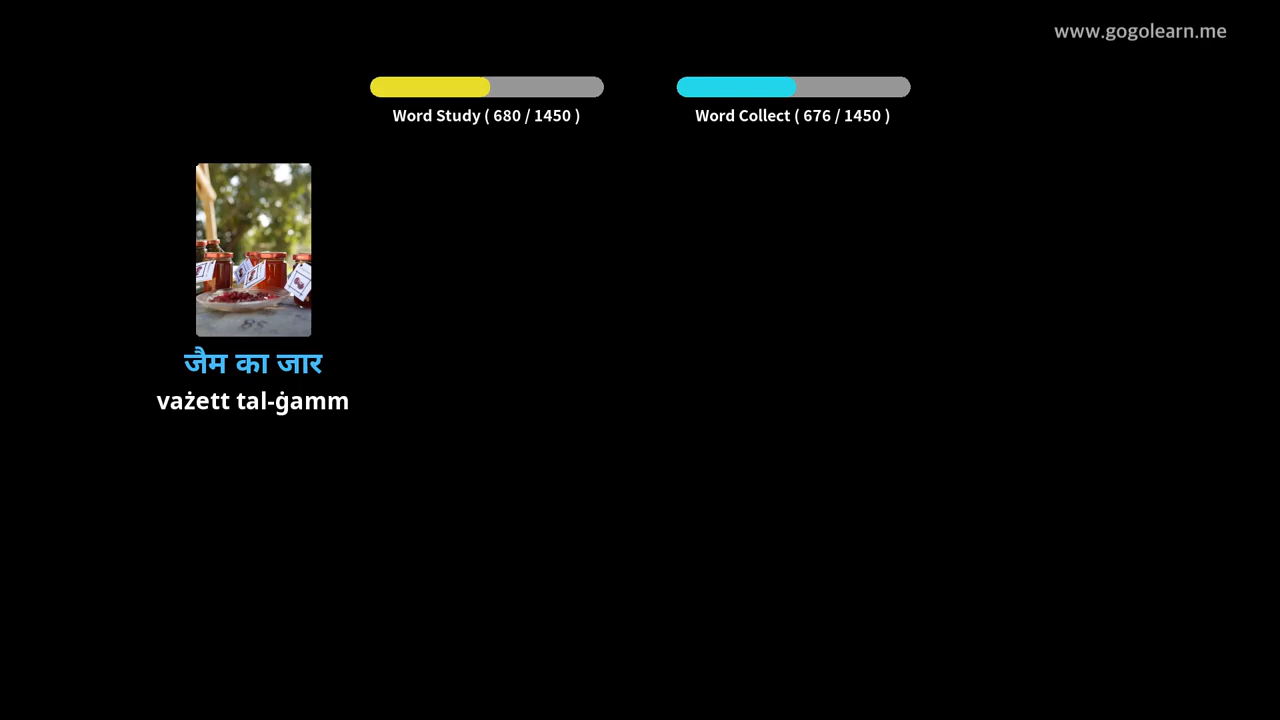 www.gogolearn.me
Word Study ( 680 / 1450 )
Word Collect ( 676 / 1450 )
जैम का जार
vażett tal-ġamm